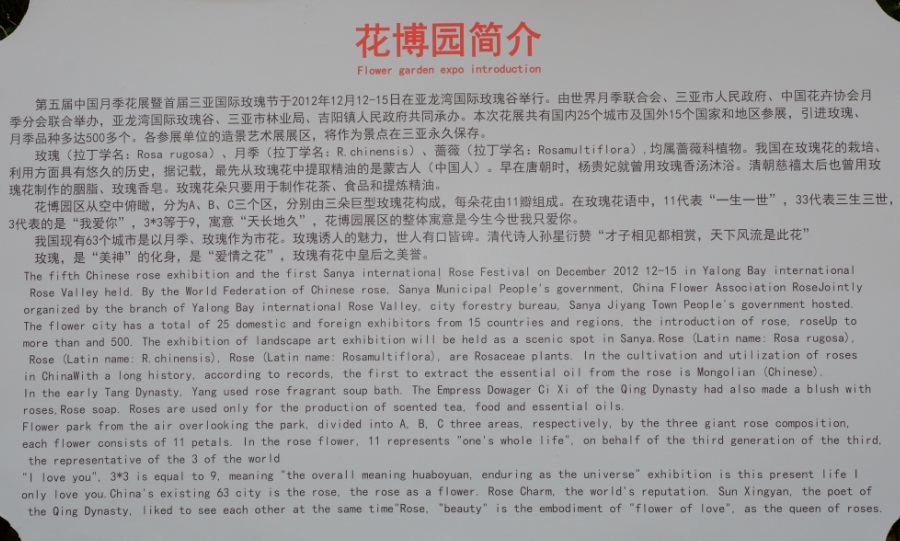 花博园简介
Flower garden expo introduction
第五届中国月季花展暨首届三亚国际玫瑰节于2012年12月12-15日在亚龙湾国际玫瑰谷举行。由世界月季联合会、三亚市人民政府、中国花卉协会月
季分会联合举办，亚龙湾国际玫瑰谷、三亚市林业局、吉阳镇人民政府共同承办。本次花展共有国内25个城市及国外15个国家和地区参展，引进玫瑰、
月季品种多达500多个。各参展单位的造景艺术展展区，将作为景点在三亚永久保存。
玫瑰（拉丁学名：Rosa rugosa）、月季（拉丁学名：R.chinensis）、蔷薇（拉丁学名：Rosamultiflora）,均属蔷薇科植物。我国在玫瑰花的栽培、
利用方面具有悠久的历史，据记载，最先从玫瑰花中提取精油的是蒙古人（中国人）。早在唐朝时，杨贵妃就曾用玫瑰香汤沐浴。清朝慈禧太后也曾用玫
瑰花制作的胭脂、玫瑰香皂。玫瑰花朵只要用于制作花茶、食品和提炼精油。
花博园区从空中俯瞰，分为A、B、C三个区，分别由三朵巨型玫瑰花构成，每朵花由11瓣组成。在玫瑰花语中，11代表“一生一世”，33代表三生三世，
3代表的是“我爱你”，3*3等于9，寓意“天长地久”，花博园展区的整体寓意是今生今世我只爱你。
我国现有63个城市是以月季、玫瑰作为市花。玫瑰诱人的魅力，世人有口皆碑。清代诗人孙星衍赞“才子相见都相赏，天下风流是此花”
玫瑰，是“美神”的化身，是“爱情之花”，玫瑰有花中皇后之美誉。
The fifth Chinese rose exhibition and the first Sanya international Rose Festival on December 2012 12-15 in Yalong Bay international
Rose Valley held. By the World Federation of Chinese rose, Sanya Municipal People's government, China Flower Association RoseJointly
organized by the branch of Yalong Bay international Rose Valley, city forestry bureau, Sanya Jiyang Town People's government hosted.
The flower city has a total of 25 domestic and foreign exhibitors from 15 countries and regions, the introduction of rose, roseUp to
more than and 500. The exhibition of landscape art exhibition will be held as a scenic spot in Sanya.Rose (Latin name: Rosa rugosa),
Rose (Latin name: R.chinensis), Rose (Latin name: Rosamultiflora), are Rosaceae plants. In the cultivation and utilization of roses
in ChinaWith a long history, according to records, the first to extract the essential oil from the rose is Mongolian (Chinese).
In the early Tang Dynasty, Yang used rose fragrant soup bath. The Empress Dowager Ci Xi of the Qing Dynasty had also made a blush with
roses,Rose soap. Roses are used only for the production of scented tea, food and essential oils.
Flower park from the air overlooking the park, divided into A, B, C three areas, respectively, by the three giant rose composition,
each flower consists of 11 petals. In the rose flower, 11 represents "one's whole life", on behalf of the third generation of the third,
the representative of the 3 of the world
"I love you", 3*3 is equal to 9, meaning "the overall meaning huaboyuan, enduring as the universe" exhibition is this present life I
only love you.China's existing 63 city is the rose, the rose as a flower. Rose Charm, the world's reputation. Sun Xingyan, the poet of
the Qing Dynasty, liked to see each other at the same time"Rose, "beauty" is the embodiment of "flower of love", as the queen of roses.